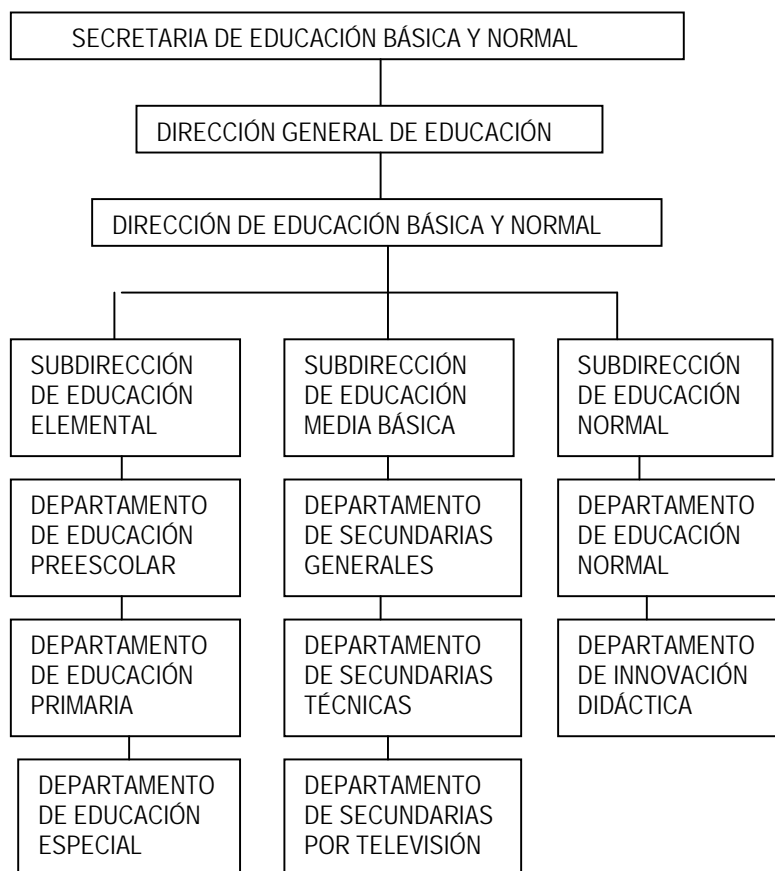 SECRETARIA DE EDUCACIÓN BÁSICA Y NORMAL
DIRECCIÓN GENERAL DE EDUCACIÓN
DIRECCIÓN DE EDUCACIÓN BÁSICA Y NORMAL
SUBDIRECCIÓN
DE EDUCACIÓN
ELEMENTAL
SUBDIRECCIÓN
DE EDUCACIÓN
MEDIA BÁSICA
SUBDIRECCIÓN
DE EDUCACIÓN
NORMAL
DEPARTAMENTO
DE EDUCACIÓN
PREESCOLAR
DEPARTAMENTO
DE SECUNDARIAS
GENERALES
DEPARTAMENTO
DE EDUCACIÓN
NORMAL
DEPARTAMENTO
DE EDUCACIÓN
PRIMARIA
DEPARTAMENTO
DE SECUNDARIAS
TÉCNICAS
DEPARTAMENTO
DE INNOVACIÓN
DIDÁCTICA
DEPARTAMENTO
DE EDUCACIÓN
ESPECIAL
DEPARTAMENTO
DE SECUNDARIAS
POR TELEVISIÓN